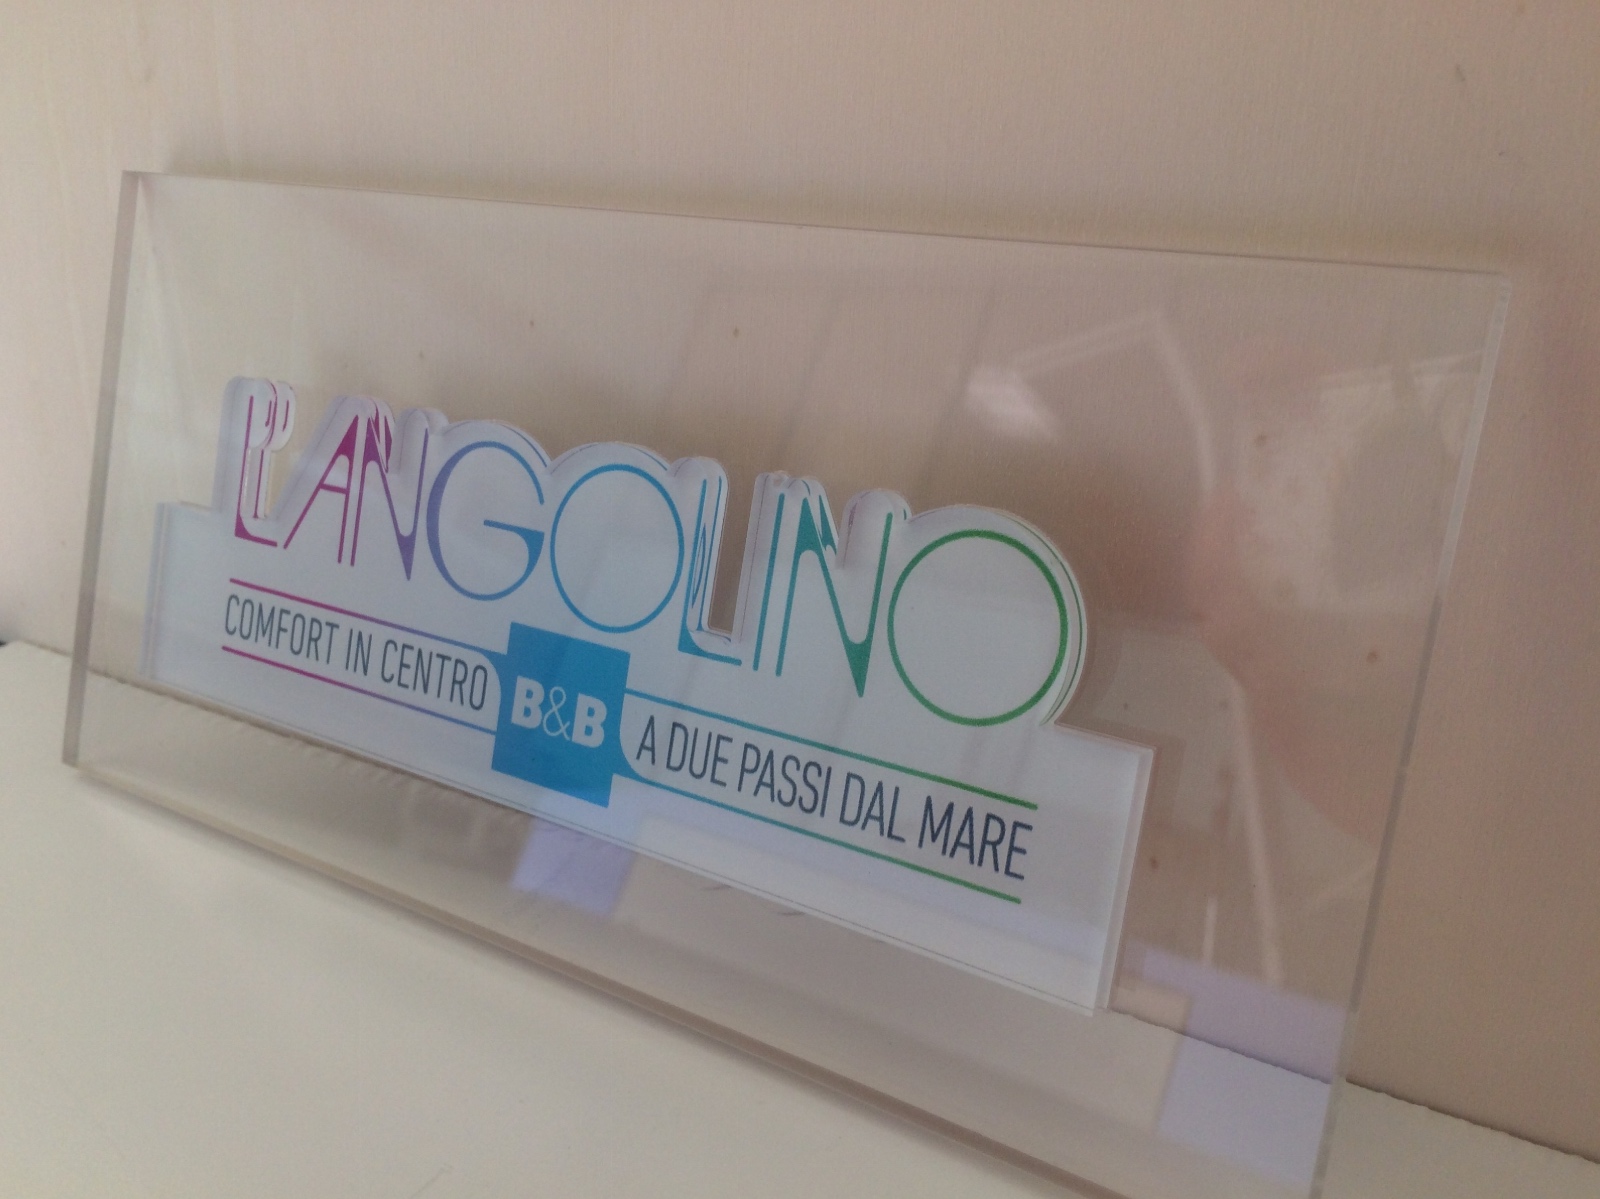 L'ANGOLINO
COMFORT IN CENTRO B&B A DUE PASSI DAL MARE